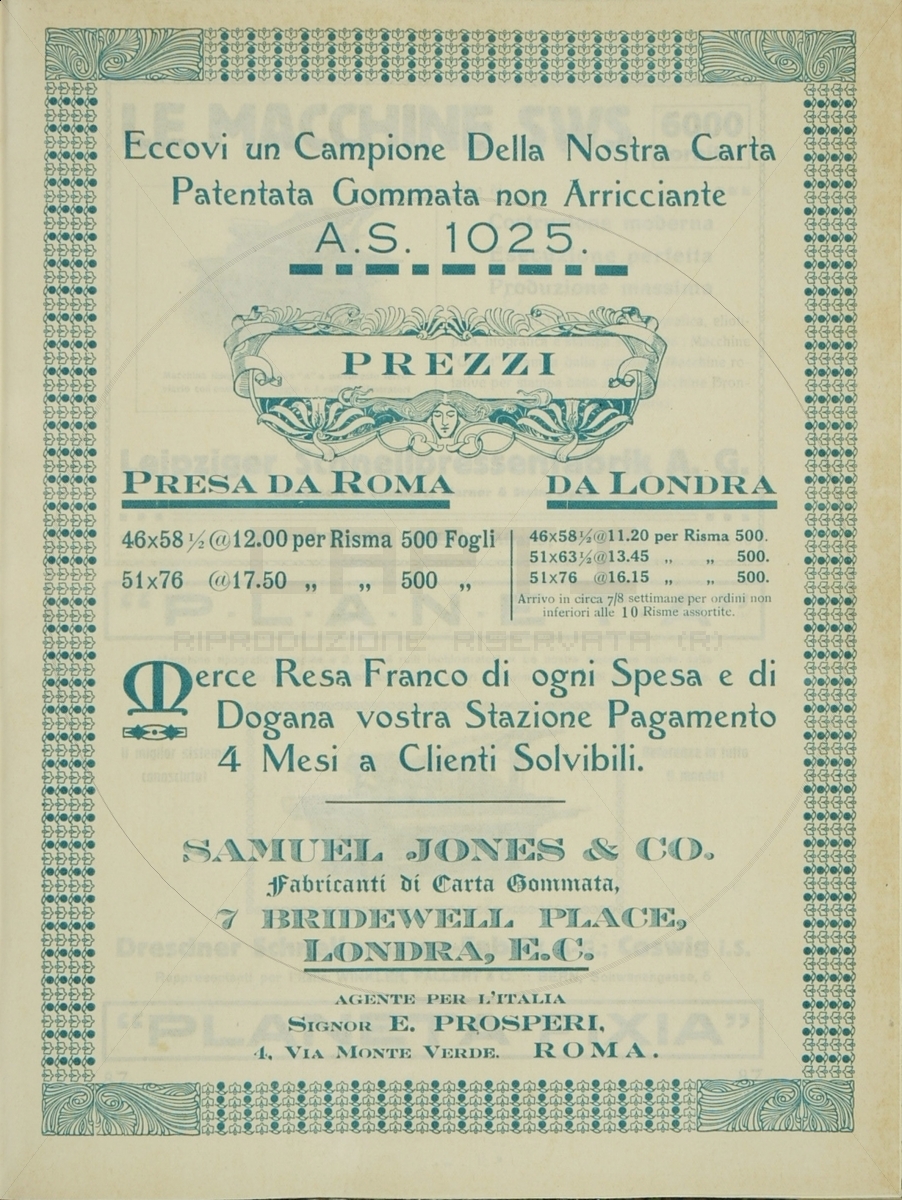 Eccovi un Campione Della Nostra Carta
Patentata Gommata non Arricciante
A.S. 1025.
PREZZI
PRESA DA ROMA
46x58 ½ @12.00 per Risma 500 Fogli
51x76 @17.50 „ „ 500 „
DA LONDRA
46x58½@11.20 per Risma 500.
51x63½@13.45 „ „ 500.
51x76 @16.15 „ „ 500.
Arrivo in circa 7/8 settimane per ordini non
inferiori alle 10 Risme assortite.
RIPRODUZIONE RISERVATA (R)
Merce Resa Franco di ogni Spesa e di
Dogana vostra Stazione Pagamento
4 Mesi a Clienti Solvibili.
SAMUEL JONES & CO.
Fabricanti di Carta Gommata,
7 BRIDEWELL PLACE,
LONDRA, E.C.
AGENTE PER L'ITALIA
SIGNOR E. PROSPERI,
4, VIA MONTE VERDE. ROMA.